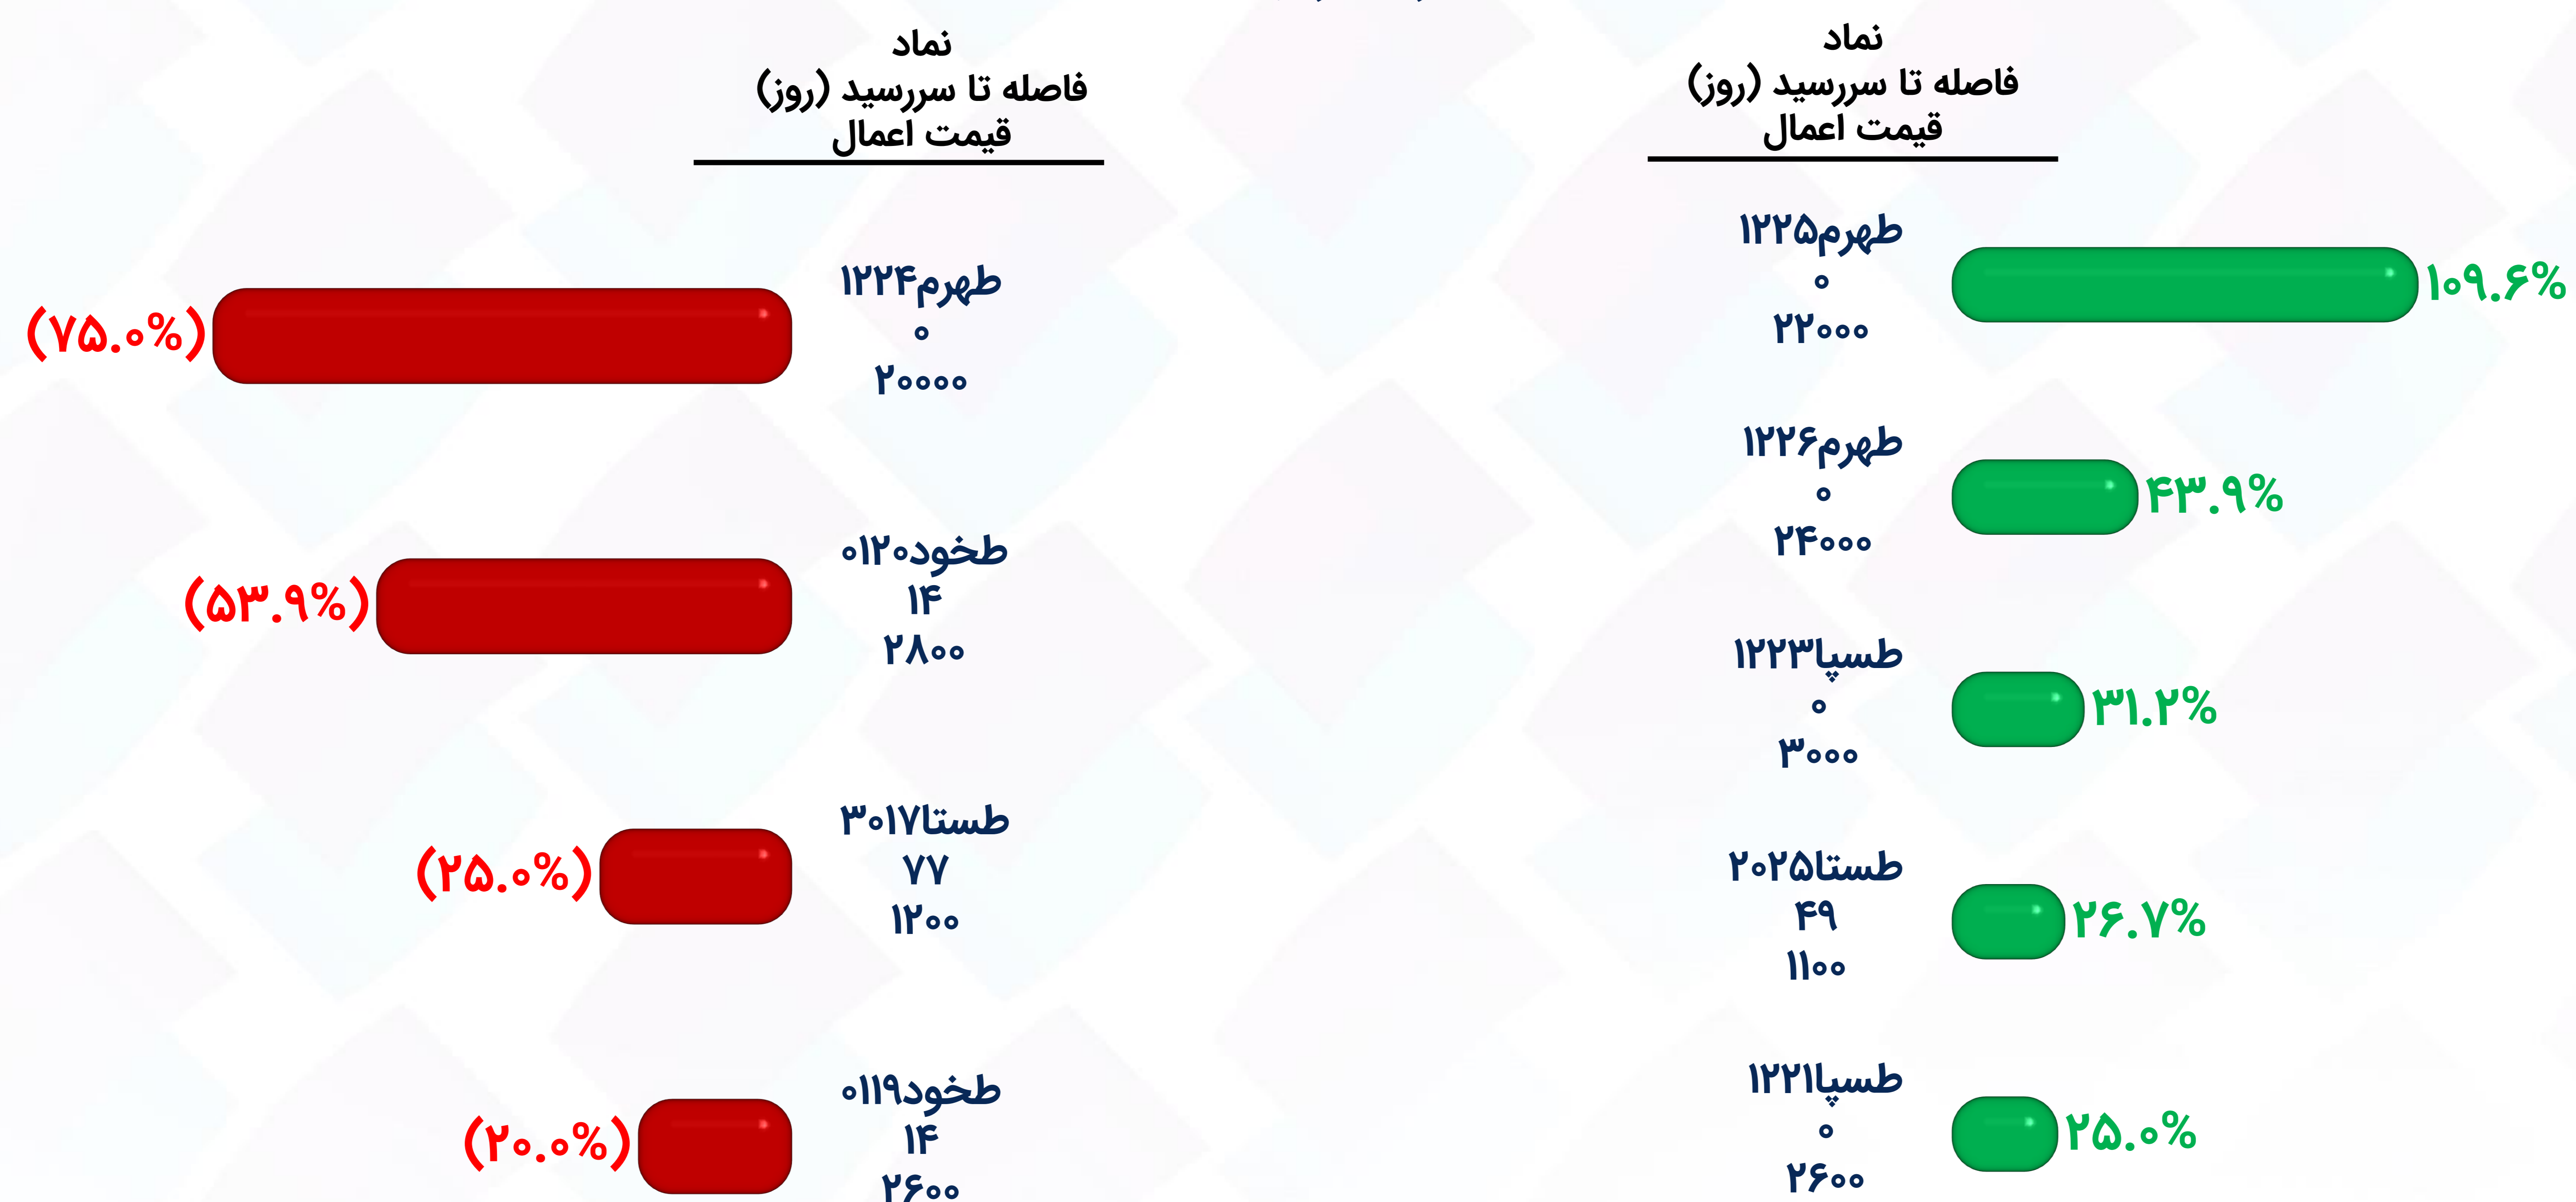 نماد
فاصله تا سررسید (روز)
قیمت اعمال
طهرم۱۲۲۵
۰
۲۲۰۰۰
۱۰۹.۶%
طهرم۱۲۲۶
۰
۲۴۰۰۰
۴۳.۹%
طسپا۱۲۲۳
۰
۳۰۰۰
۳۱.۲%
طستا۲۰۲۵
۴۹
۱۱۰۰
۲۶.۷%
طسپا۱۲۲۱
۰
۲۶۰۰
۲۵.۰%
نماد
فاصله تا سررسید (روز)
قیمت اعمال
طهرم۱۲۲۴
۰
۲۰۰۰۰
(۷۵.۰%)
طخود۰۱۲۰
۱۴
۲۸۰۰
(۵۳.۹%)
طستا۳۰۱۷
۷۷
۱۲۰۰
(۲۵.۰%)
طخود۰۱۱۹
۱۴
۲۶۰۰
(۲۰.۰%)